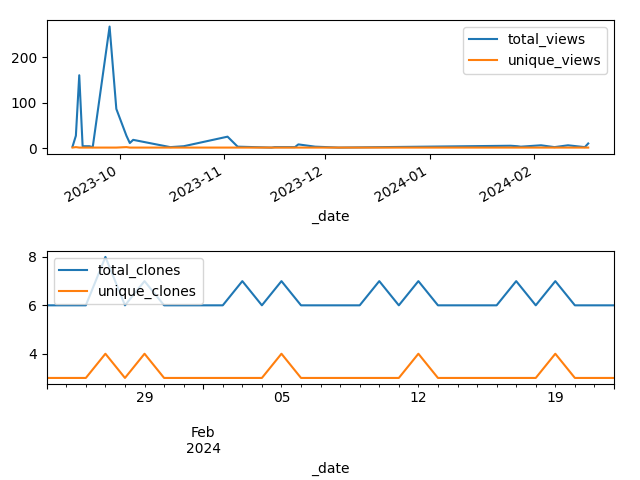 total_views
unique_views
200
100
0
2023-10
2023-11
2023-12
2024-01
2024-02
_date
8
6
4
total_clones
unique_clones
29
05
12
19
Feb
2024
_date